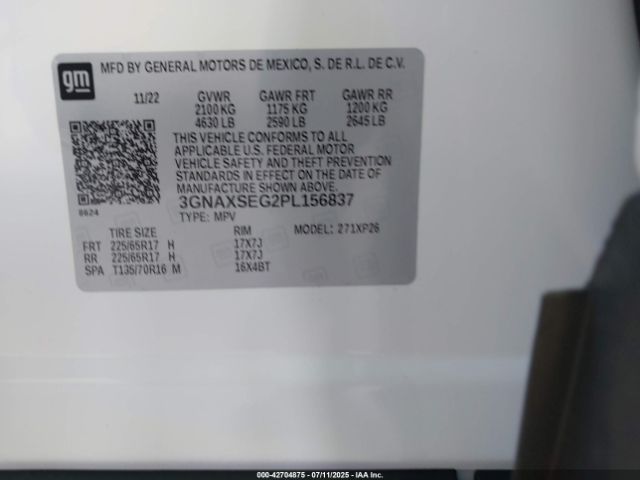 gm
MFD BY GENERAL MOTORS DE MEXICO, S. DE R.L. DE C.V.
11/22 GVWR GAWR FRT GAWR RR
2100 KG 1175 KG 1200 KG
4630 LB 2590 LB 2645 LB
THIS VEHICLE CONFORMS TO ALL
APPLICABLE U.S. FEDERAL MOTOR
VEHICLE SAFETY AND THEFT PREVENTION
STANDARDS IN EFFECT ON THE DATE OF
MANUFACTURE SHOWN ABOVE.
8624 3GNAXSEG2PL156837
TYPE: MPV
TIRE SIZE RIM MODEL: 271XP26
FRT 225/65R17 H 17X7J
RR 225/65R17 H 17X7J
SPA T135/70R16 M 16X4BT
000-42704875 - 07/11/2025 - IAA Inc.